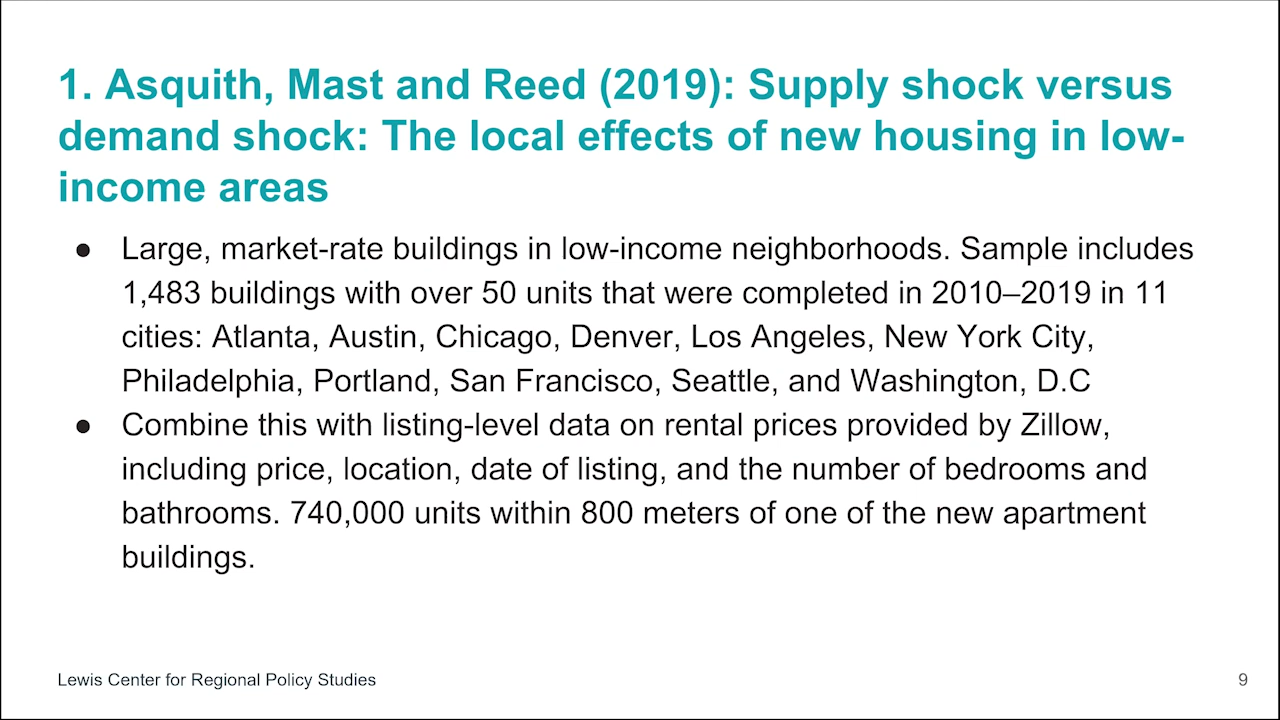 1. Asquith, Mast and Reed (2019): Supply shock versus
demand shock: The local effects of new housing in low-
income areas
● Large, market-rate buildings in low-income neighborhoods. Sample includes
1,483 buildings with over 50 units that were completed in 2010–2019 in 11
cities: Atlanta, Austin, Chicago, Denver, Los Angeles, New York City,
Philadelphia, Portland, San Francisco, Seattle, and Washington, D.C
● Combine this with listing-level data on rental prices provided by Zillow,
including price, location, date of listing, and the number of bedrooms and
bathrooms. 740,000 units within 800 meters of one of the new apartment
buildings.
Lewis Center for Regional Policy Studies
9